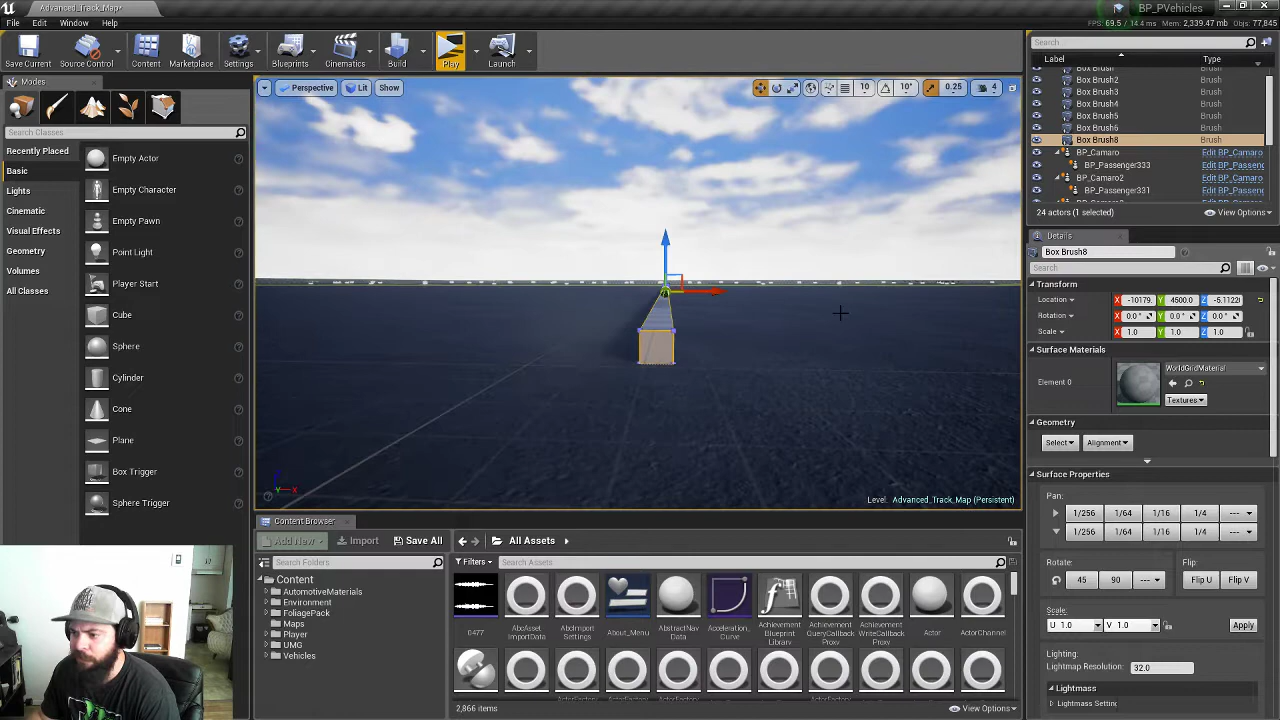 Advanced_Track_Map*
BP_PVehicles
File Edit Window Help
FPS: 69.5 / 14.4 ms Mem: 2,339.47 mb Objs: 77,845
Save Current
Source Control
Content
Marketplace
Settings
Blueprints
Cinematics
Build
Play
Launch
Modes
Search Classes
Recently Placed
Basic
Lights
Cinematic
Visual Effects
Geometry
Volumes
All Classes
Empty Actor
Empty Character
Empty Pawn
Point Light
Player Start
Cube
Sphere
Cylinder
Cone
Plane
Box Trigger
Sphere Trigger
Perspective
Lit
Show
10
10°
0.25
4
Level: Advanced_Track_Map (Persistent)
Search
Label Type
Box Brush2 Brush
Box Brush3 Brush
Box Brush4 Brush
Box Brush5 Brush
Box Brush6 Brush
Box Brush8 Brush
BP_Camaro Edit BP_Camaro
BP_Passenger333 Edit BP_Passeng
BP_Camaro2 Edit BP_Camaro
BP_Passenger331 Edit BP_Passeng
24 actors (1 selected)
View Options
Details
Box Brush8
Search
Transform
Location X -10179. Y 4500.0 Z -5.1122
Rotation X 0.0° Y 0.0° Z 0.0°
Scale X 1.0 Y 1.0 Z 1.0
Surface Materials
Element 0
WorldGridMaterial
Textures
Geometry
Select
Alignment
Surface Properties
Pan:
1/256 1/64 1/16 1/4 ---
1/256 1/64 1/16 1/4 ---
Rotate: Flip:
45 90 --- Flip U Flip V
Scale:
U 1.0 V 1.0 Apply
Lighting:
Lightmap Resolution: 32.0
Lightmass
Lightmass Setting
Content Browser
Add New
Import
Save All
All Assets
Search Folders
Filters
Search Assets
Content
AutomotiveMaterials
Environment
FoliagePack
Maps
Player
UMG
Vehicles
0477
AbcAsset
ImportData
AbcImport
Settings
About_Menu
AbstractNav
Data
Acceleration_
Curve
Achievement
Blueprint
Library
Achievement
QueryCallback
Proxy
Achievement
WriteCallback
Proxy
Actor
ActorChannel
2,866 items
View Options